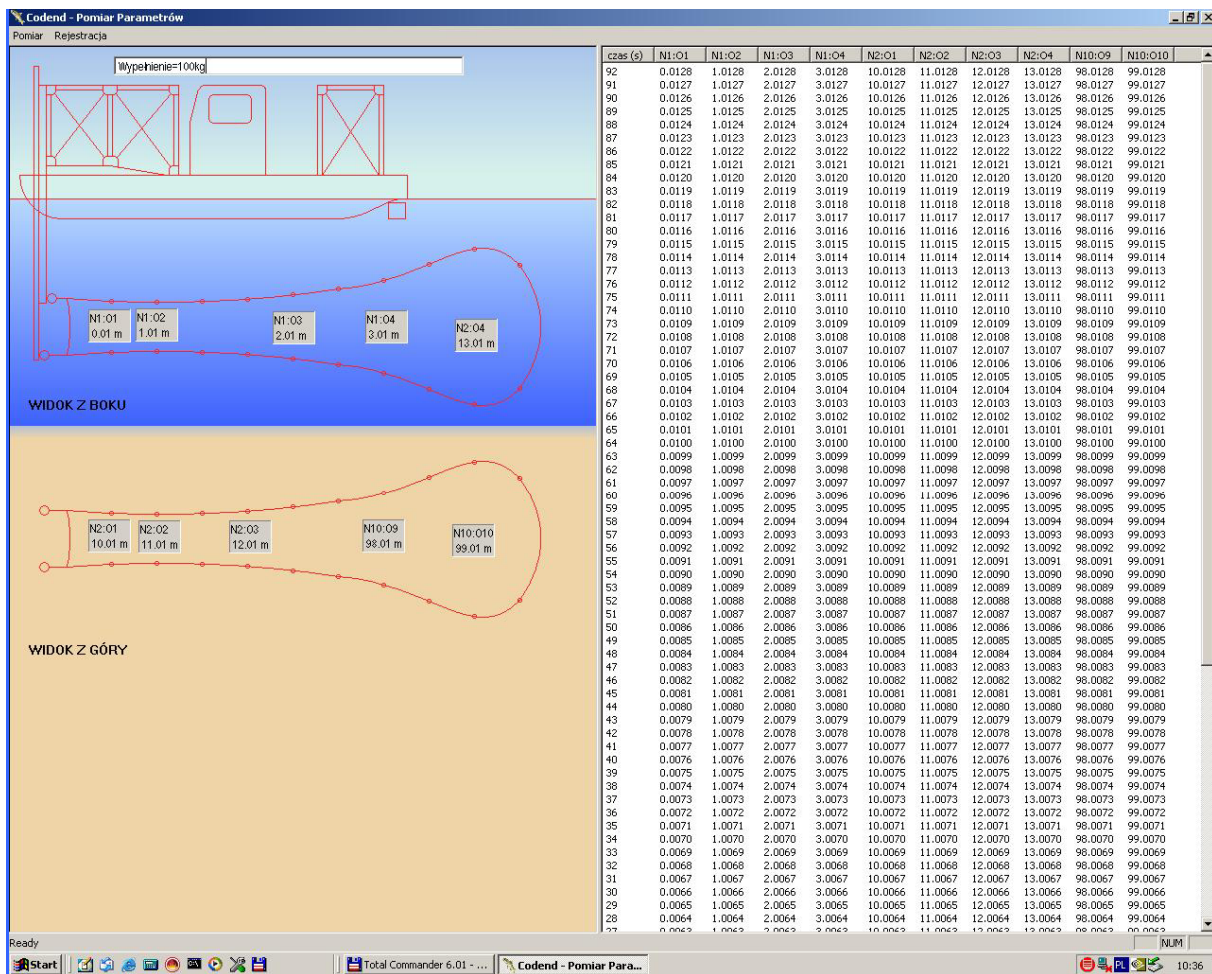 Codend - Pomiar Parametrów
Pomiar Rejestracja
Wypełnienie=100kg
N1:O1
0.01 m
N1:O2
1.01 m
N1:O3
2.01 m
N1:O4
3.01 m
N2:O4
13.01 m
WIDOK Z BOKU
N2:O1
10.01 m
N2:O2
11.01 m
N2:O3
12.01 m
N10:O9
98.01 m
N10:O10
99.01 m
WIDOK Z GÓRY
czas (s) N1:O1 N1:O2 N1:O3 N1:O4 N2:O1 N2:O2 N2:O3 N2:O4 N10:O9 N10:O10
92 0.0128 1.0128 2.0128 3.0128 10.0128 11.0128 12.0128 13.0128 98.0128 99.0128
91 0.0127 1.0127 2.0127 3.0127 10.0127 11.0127 12.0127 13.0127 98.0127 99.0127
90 0.0126 1.0126 2.0126 3.0126 10.0126 11.0126 12.0126 13.0126 98.0126 99.0126
89 0.0125 1.0125 2.0125 3.0125 10.0125 11.0125 12.0125 13.0125 98.0125 99.0125
88 0.0124 1.0124 2.0124 3.0124 10.0124 11.0124 12.0124 13.0124 98.0124 99.0124
87 0.0123 1.0123 2.0123 3.0123 10.0123 11.0123 12.0123 13.0123 98.0123 99.0123
86 0.0122 1.0122 2.0122 3.0122 10.0122 11.0122 12.0122 13.0122 98.0122 99.0122
85 0.0121 1.0121 2.0121 3.0121 10.0121 11.0121 12.0121 13.0121 98.0121 99.0121
84 0.0120 1.0120 2.0120 3.0120 10.0120 11.0120 12.0120 13.0120 98.0120 99.0120
83 0.0119 1.0119 2.0119 3.0119 10.0119 11.0119 12.0119 13.0119 98.0119 99.0119
82 0.0118 1.0118 2.0118 3.0118 10.0118 11.0118 12.0118 13.0118 98.0118 99.0118
81 0.0117 1.0117 2.0117 3.0117 10.0117 11.0117 12.0117 13.0117 98.0117 99.0117
80 0.0116 1.0116 2.0116 3.0116 10.0116 11.0116 12.0116 13.0116 98.0116 99.0116
79 0.0115 1.0115 2.0115 3.0115 10.0115 11.0115 12.0115 13.0115 98.0115 99.0115
78 0.0114 1.0114 2.0114 3.0114 10.0114 11.0114 12.0114 13.0114 98.0114 99.0114
77 0.0113 1.0113 2.0113 3.0113 10.0113 11.0113 12.0113 13.0113 98.0113 99.0113
76 0.0112 1.0112 2.0112 3.0112 10.0112 11.0112 12.0112 13.0112 98.0112 99.0112
75 0.0111 1.0111 2.0111 3.0111 10.0111 11.0111 12.0111 13.0111 98.0111 99.0111
74 0.0110 1.0110 2.0110 3.0110 10.0110 11.0110 12.0110 13.0110 98.0110 99.0110
73 0.0109 1.0109 2.0109 3.0109 10.0109 11.0109 12.0109 13.0109 98.0109 99.0109
72 0.0108 1.0108 2.0108 3.0108 10.0108 11.0108 12.0108 13.0108 98.0108 99.0108
71 0.0107 1.0107 2.0107 3.0107 10.0107 11.0107 12.0107 13.0107 98.0107 99.0107
70 0.0106 1.0106 2.0106 3.0106 10.0106 11.0106 12.0106 13.0106 98.0106 99.0106
69 0.0105 1.0105 2.0105 3.0105 10.0105 11.0105 12.0105 13.0105 98.0105 99.0105
68 0.0104 1.0104 2.0104 3.0104 10.0104 11.0104 12.0104 13.0104 98.0104 99.0104
67 0.0103 1.0103 2.0103 3.0103 10.0103 11.0103 12.0103 13.0103 98.0103 99.0103
66 0.0102 1.0102 2.0102 3.0102 10.0102 11.0102 12.0102 13.0102 98.0102 99.0102
65 0.0101 1.0101 2.0101 3.0101 10.0101 11.0101 12.0101 13.0101 98.0101 99.0101
64 0.0100 1.0100 2.0100 3.0100 10.0100 11.0100 12.0100 13.0100 98.0100 99.0100
63 0.0099 1.0099 2.0099 3.0099 10.0099 11.0099 12.0099 13.0099 98.0099 99.0099
62 0.0098 1.0098 2.0098 3.0098 10.0098 11.0098 12.0098 13.0098 98.0098 99.0098
61 0.0097 1.0097 2.0097 3.0097 10.0097 11.0097 12.0097 13.0097 98.0097 99.0097
60 0.0096 1.0096 2.0096 3.0096 10.0096 11.0096 12.0096 13.0096 98.0096 99.0096
59 0.0095 1.0095 2.0095 3.0095 10.0095 11.0095 12.0095 13.0095 98.0095 99.0095
58 0.0094 1.0094 2.0094 3.0094 10.0094 11.0094 12.0094 13.0094 98.0094 99.0094
57 0.0093 1.0093 2.0093 3.0093 10.0093 11.0093 12.0093 13.0093 98.0093 99.0093
56 0.0092 1.0092 2.0092 3.0092 10.0092 11.0092 12.0092 13.0092 98.0092 99.0092
55 0.0091 1.0091 2.0091 3.0091 10.0091 11.0091 12.0091 13.0091 98.0091 99.0091
54 0.0090 1.0090 2.0090 3.0090 10.0090 11.0090 12.0090 13.0090 98.0090 99.0090
53 0.0089 1.0089 2.0089 3.0089 10.0089 11.0089 12.0089 13.0089 98.0089 99.0089
52 0.0088 1.0088 2.0088 3.0088 10.0088 11.0088 12.0088 13.0088 98.0088 99.0088
51 0.0087 1.0087 2.0087 3.0087 10.0087 11.0087 12.0087 13.0087 98.0087 99.0087
50 0.0086 1.0086 2.0086 3.0086 10.0086 11.0086 12.0086 13.0086 98.0086 99.0086
49 0.0085 1.0085 2.0085 3.0085 10.0085 11.0085 12.0085 13.0085 98.0085 99.0085
48 0.0084 1.0084 2.0084 3.0084 10.0084 11.0084 12.0084 13.0084 98.0084 99.0084
47 0.0083 1.0083 2.0083 3.0083 10.0083 11.0083 12.0083 13.0083 98.0083 99.0083
46 0.0082 1.0082 2.0082 3.0082 10.0082 11.0082 12.0082 13.0082 98.0082 99.0082
45 0.0081 1.0081 2.0081 3.0081 10.0081 11.0081 12.0081 13.0081 98.0081 99.0081
44 0.0080 1.0080 2.0080 3.0080 10.0080 11.0080 12.0080 13.0080 98.0080 99.0080
43 0.0079 1.0079 2.0079 3.0079 10.0079 11.0079 12.0079 13.0079 98.0079 99.0079
42 0.0078 1.0078 2.0078 3.0078 10.0078 11.0078 12.0078 13.0078 98.0078 99.0078
41 0.0077 1.0077 2.0077 3.0077 10.0077 11.0077 12.0077 13.0077 98.0077 99.0077
40 0.0076 1.0076 2.0076 3.0076 10.0076 11.0076 12.0076 13.0076 98.0076 99.0076
39 0.0075 1.0075 2.0075 3.0075 10.0075 11.0075 12.0075 13.0075 98.0075 99.0075
38 0.0074 1.0074 2.0074 3.0074 10.0074 11.0074 12.0074 13.0074 98.0074 99.0074
37 0.0073 1.0073 2.0073 3.0073 10.0073 11.0073 12.0073 13.0073 98.0073 99.0073
36 0.0072 1.0072 2.0072 3.0072 10.0072 11.0072 12.0072 13.0072 98.0072 99.0072
35 0.0071 1.0071 2.0071 3.0071 10.0071 11.0071 12.0071 13.0071 98.0071 99.0071
34 0.0070 1.0070 2.0070 3.0070 10.0070 11.0070 12.0070 13.0070 98.0070 99.0070
33 0.0069 1.0069 2.0069 3.0069 10.0069 11.0069 12.0069 13.0069 98.0069 99.0069
32 0.0068 1.0068 2.0068 3.0068 10.0068 11.0068 12.0068 13.0068 98.0068 99.0068
31 0.0067 1.0067 2.0067 3.0067 10.0067 11.0067 12.0067 13.0067 98.0067 99.0067
30 0.0066 1.0066 2.0066 3.0066 10.0066 11.0066 12.0066 13.0066 98.0066 99.0066
29 0.0065 1.0065 2.0065 3.0065 10.0065 11.0065 12.0065 13.0065 98.0065 99.0065
28 0.0064 1.0064 2.0064 3.0064 10.0064 11.0064 12.0064 13.0064 98.0064 99.0064
Ready NUM
Start Total Commander 6.01 - ... Codend - Pomiar Para... PL 10:36